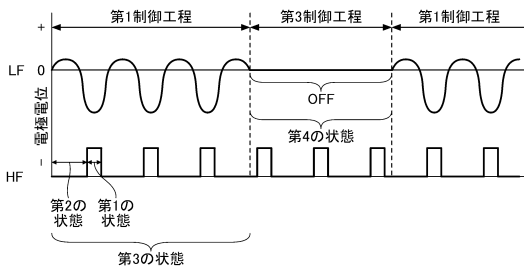 第1制御工程
第3制御工程
第1制御工程
+
LF
0
電極電位
OFF
第4の状態
-
HF
第2の
状態
第1の
状態
第3の状態